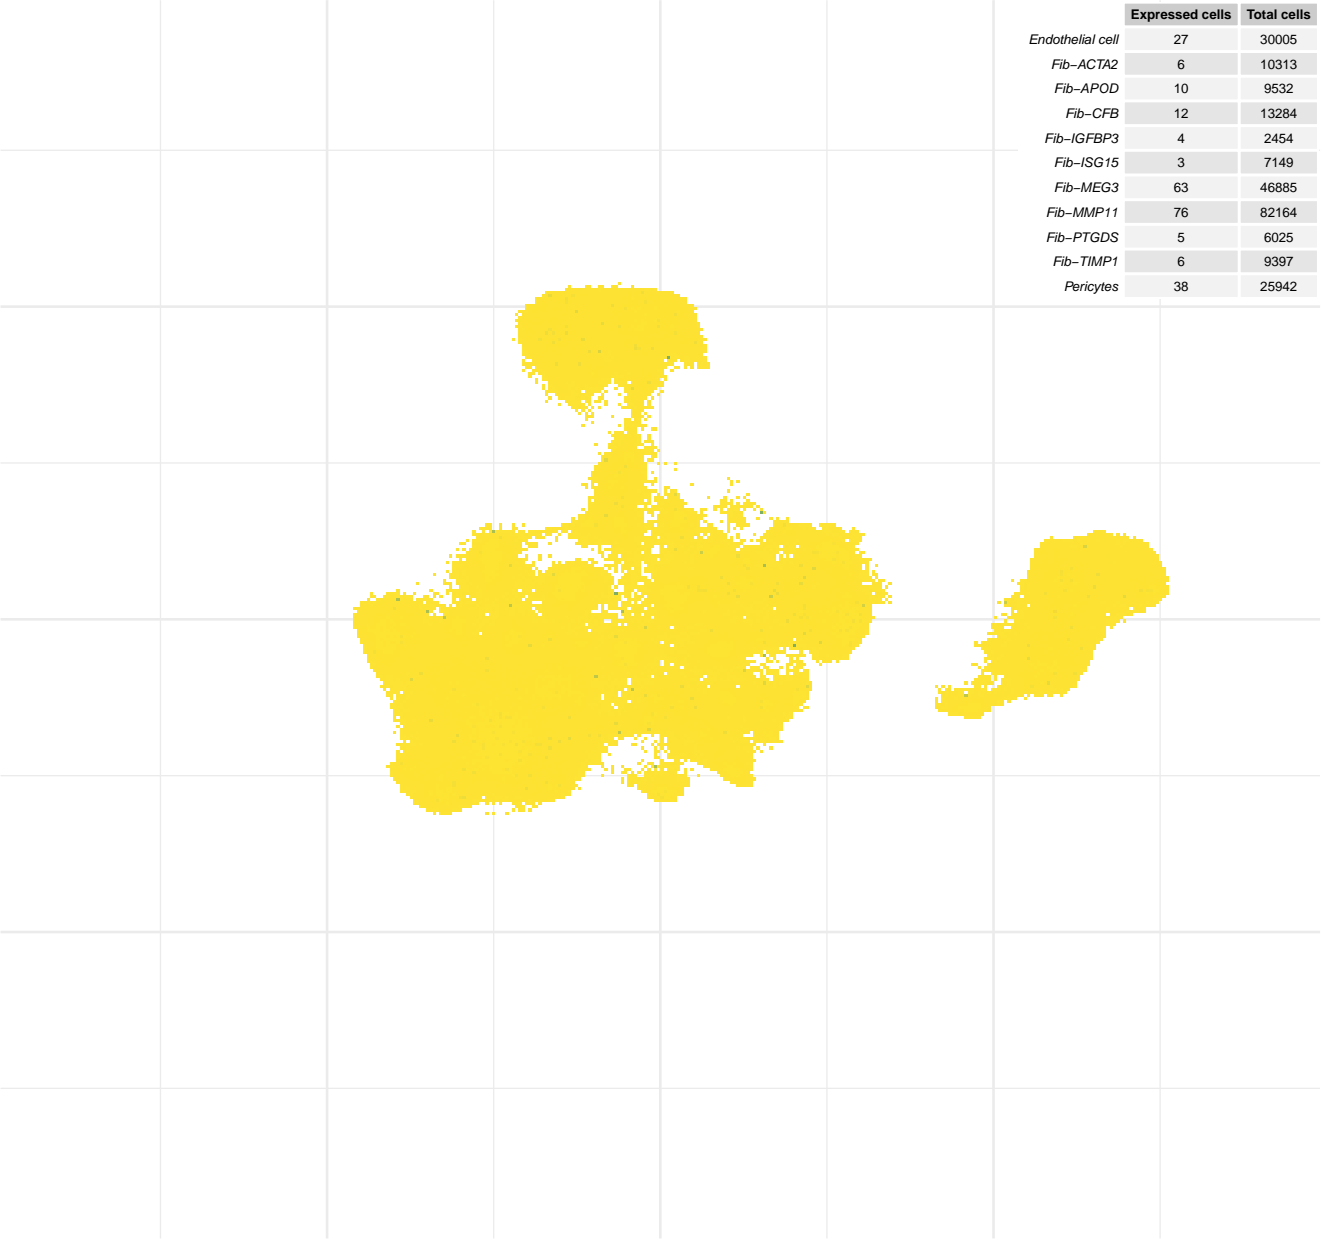 Expressed cells Total cells
Endothelial cell 27 30005
Fib−ACTA2 6 10313
Fib−APOD 10 9532
Fib−CFB 12 13284
Fib−IGFBP3 4 2454
Fib−ISG15 3 7149
Fib−MEG3 63 46885
Fib−MMP11 76 82164
Fib−PTGDS 5 6025
Fib−TIMP1 6 9397
Pericytes 38 25942